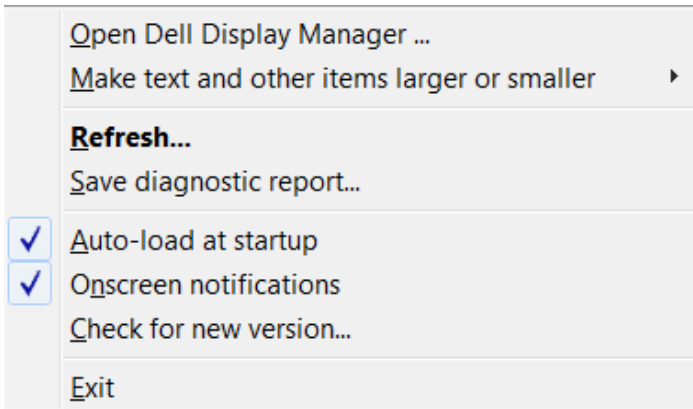 Open Dell Display Manager ...
Make text and other items larger or smaller
Refresh...
Save diagnostic report...
Auto-load at startup
Onscreen notifications
Check for new version...
Exit